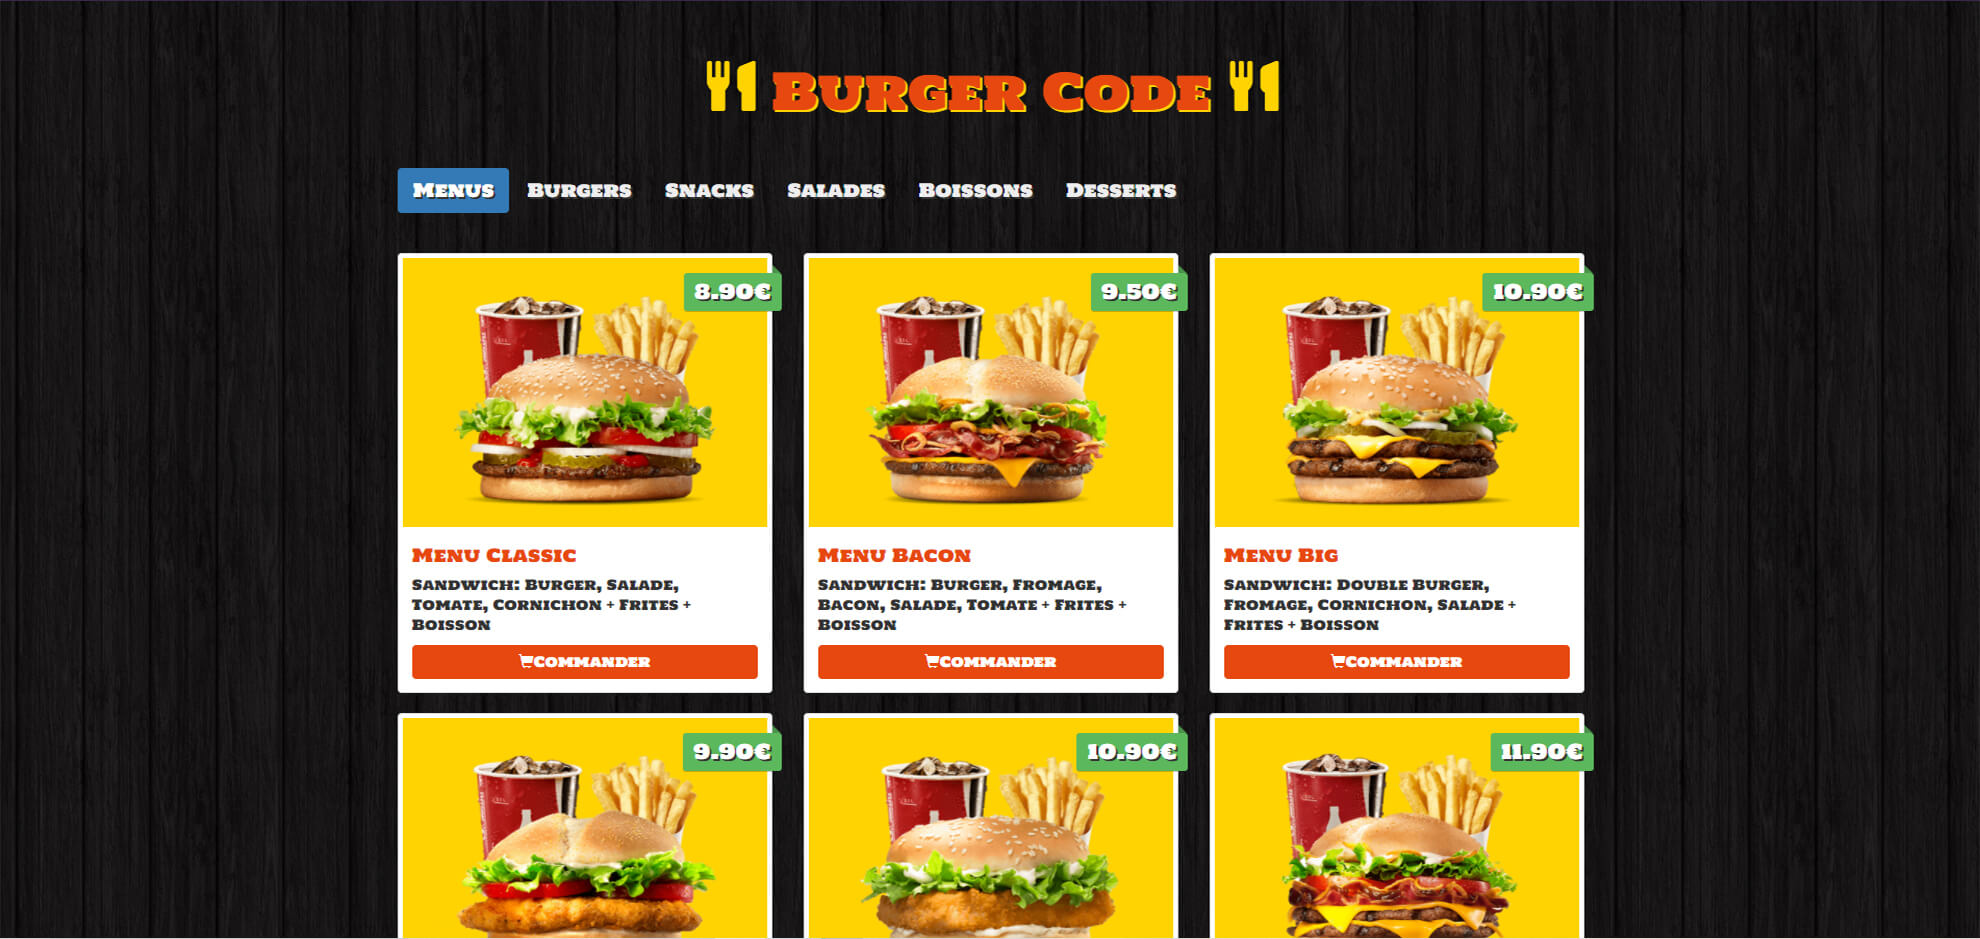 Burger Code
Menus Burgers Snacks Salades Boissons Desserts
8.90€
9.50€
10.90€
Menu Classic
Sandwich: Burger, Salade,
Tomate, Cornichon + Frites +
Boisson
Commander
Menu Bacon
Sandwich: Burger, Fromage,
Bacon, Salade, Tomate + Frites +
Boisson
Commander
Menu Big
Sandwich: Double Burger,
Fromage, Cornichon, Salade +
Frites + Boisson
Commander
9.90€
10.90€
11.90€